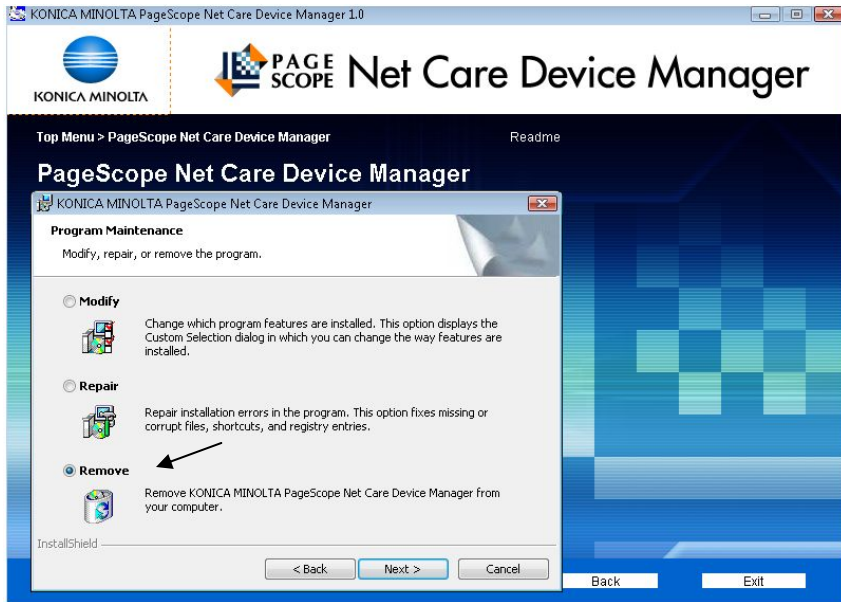 KONICA MINOLTA PageScope Net Care Device Manager 1.0
KONICA MINOLTA
PAGE SCOPE Net Care Device Manager
Top Menu > PageScope Net Care Device Manager
Readme
PageScope Net Care Device Manager
KONICA MINOLTA PageScope Net Care Device Manager
Program Maintenance
Modify, repair, or remove the program.
Modify
Change which program features are installed. This option displays the
Custom Selection dialog in which you can change the way features are
installed.
Repair
Repair installation errors in the program. This option fixes missing or
corrupt files, shortcuts, and registry entries.
Remove
Remove KONICA MINOLTA PageScope Net Care Device Manager from
your computer.
InstallShield
< Back
Next >
Cancel
Back
Exit